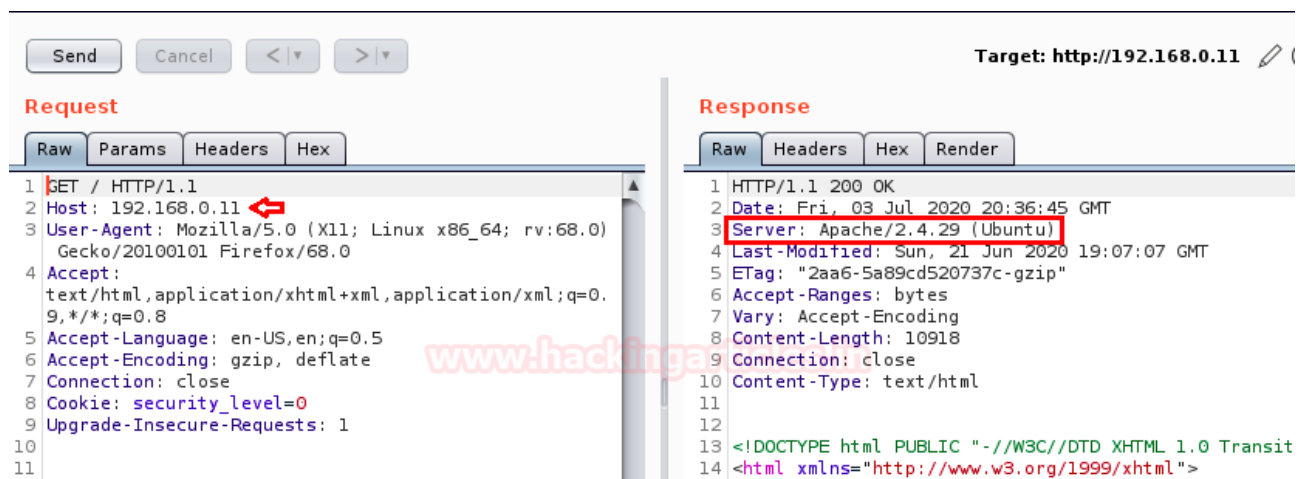 Send Cancel < > Target: http://192.168.0.11
Request
Raw Params Headers Hex
1 GET / HTTP/1.1
2 Host: 192.168.0.11
3 User-Agent: Mozilla/5.0 (X11; Linux x86_64; rv:68.0)
Gecko/20100101 Firefox/68.0
4 Accept:
text/html,application/xhtml+xml,application/xml;q=0.
9,*/*;q=0.8
5 Accept-Language: en-US,en;q=0.5
6 Accept-Encoding: gzip, deflate
7 Connection: close
8 Cookie: security_level=0
9 Upgrade-Insecure-Requests: 1
10
11
Response
Raw Headers Hex Render
1 HTTP/1.1 200 OK
2 Date: Fri, 03 Jul 2020 20:36:45 GMT
3 Server: Apache/2.4.29 (Ubuntu)
4 Last-Modified: Sun, 21 Jun 2020 19:07:07 GMT
5 ETag: "2aa6-5a89cd520737c-gzip"
6 Accept-Ranges: bytes
7 Vary: Accept-Encoding
8 Content-Length: 10918
9 Connection: close
10 Content-Type: text/html
11
12
13 <!DOCTYPE html PUBLIC "-//W3C//DTD XHTML 1.0 Transit
14 <html xmlns="http://www.w3.org/1999/xhtml">